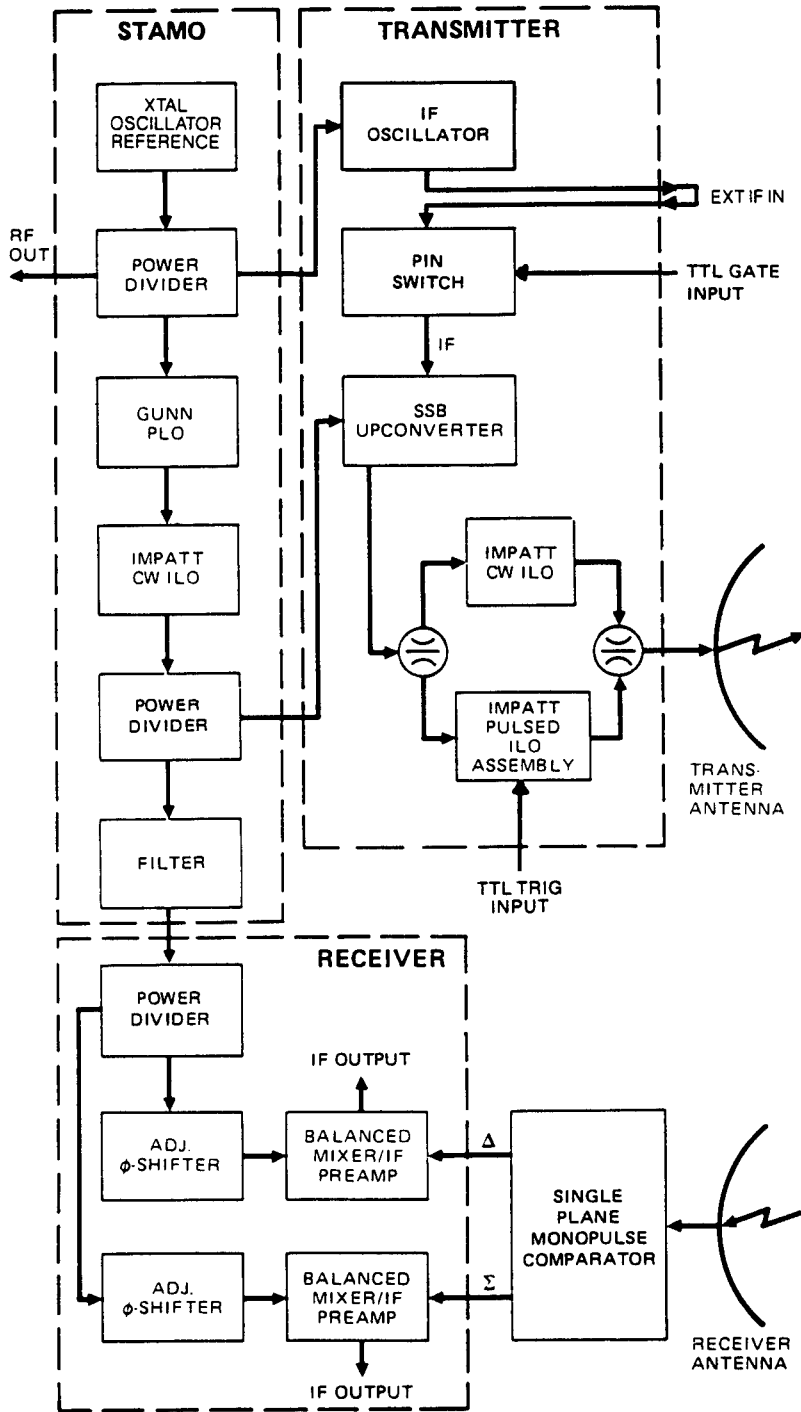 STAMO
XTAL
OSCILLATOR
REFERENCE
RF
OUT
POWER
DIVIDER
GUNN
PLO
IMPATT
CW ILO
POWER
DIVIDER
FILTER
TRANSMITTER
IF
OSCILLATOR
EXT IF IN
PIN
SWITCH
TTL GATE
INPUT
IF
SSB
UPCONVERTER
IMPATT
CW ILO
IMPATT
PULSED
ILO
ASSEMBLY
TTL TRIG
INPUT
TRANS-
MITTER
ANTENNA
RECEIVER
POWER
DIVIDER
IF OUTPUT
ADJ.
ϕ-SHIFTER
BALANCED
MIXER/IF
PREAMP
Δ
ADJ.
ϕ-SHIFTER
BALANCED
MIXER/IF
PREAMP
Σ
IF OUTPUT
SINGLE
PLANE
MONOPULSE
COMPARATOR
RECEIVER
ANTENNA